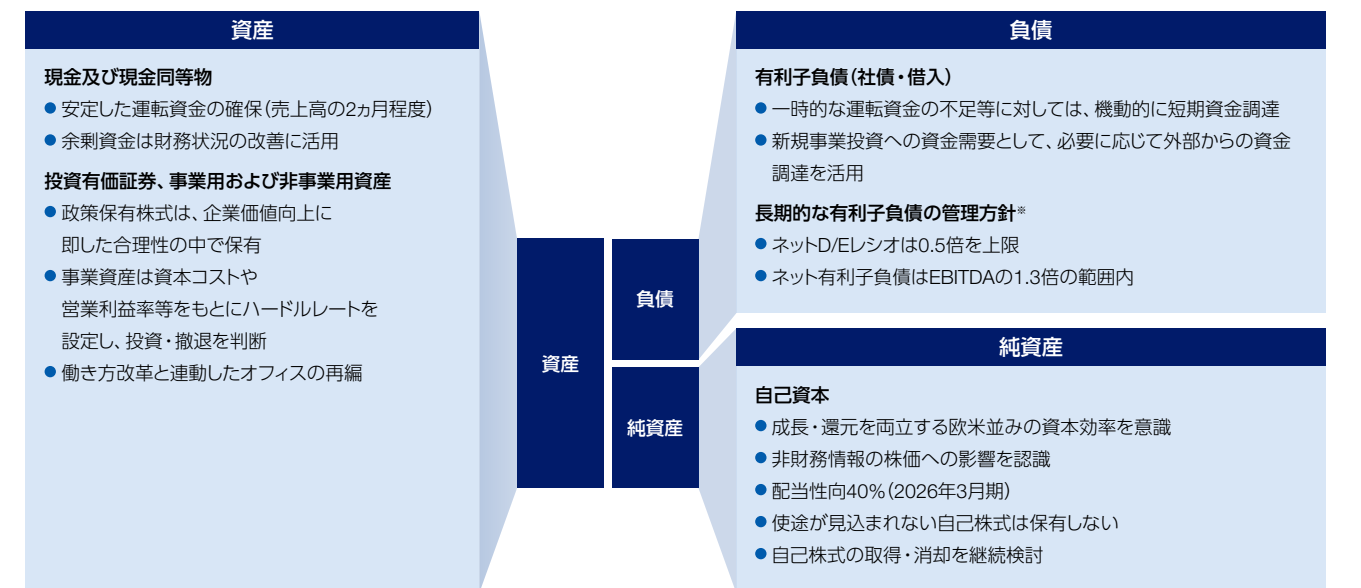 資産
現金及び現金同等物
● 安定した運転資金の確保（売上高の2ヵ月程度）
● 余剰資金は財務状況の改善に活用
投資有価証券、事業用および非事業用資産
● 政策保有株式は、企業価値向上に
即した合理性の中で保有
● 事業資産は資本コストや
営業利益率等をもとにハードルレートを
設定し、投資・撤退を判断
● 働き方改革と連動したオフィスの再編
資産
負債
純資産
負債
有利子負債（社債・借入）
● 一時的な運転資金の不足等に対しては、機動的に短期資金調達
● 新規事業投資への資金需要として、必要に応じて外部からの資金
調達を活用
長期的な有利子負債の管理方針※
● ネットD/Eレシオは0.5倍を上限
● ネット有利子負債はEBITDAの1.3倍の範囲内
純資産
自己資本
● 成長・還元を両立する欧米並みの資本効率を意識
● 非財務情報の株価への影響を認識
● 配当性向40%（2026年3月期）
● 使途が見込まれない自己株式は保有しない
● 自己株式の取得・消却を継続検討